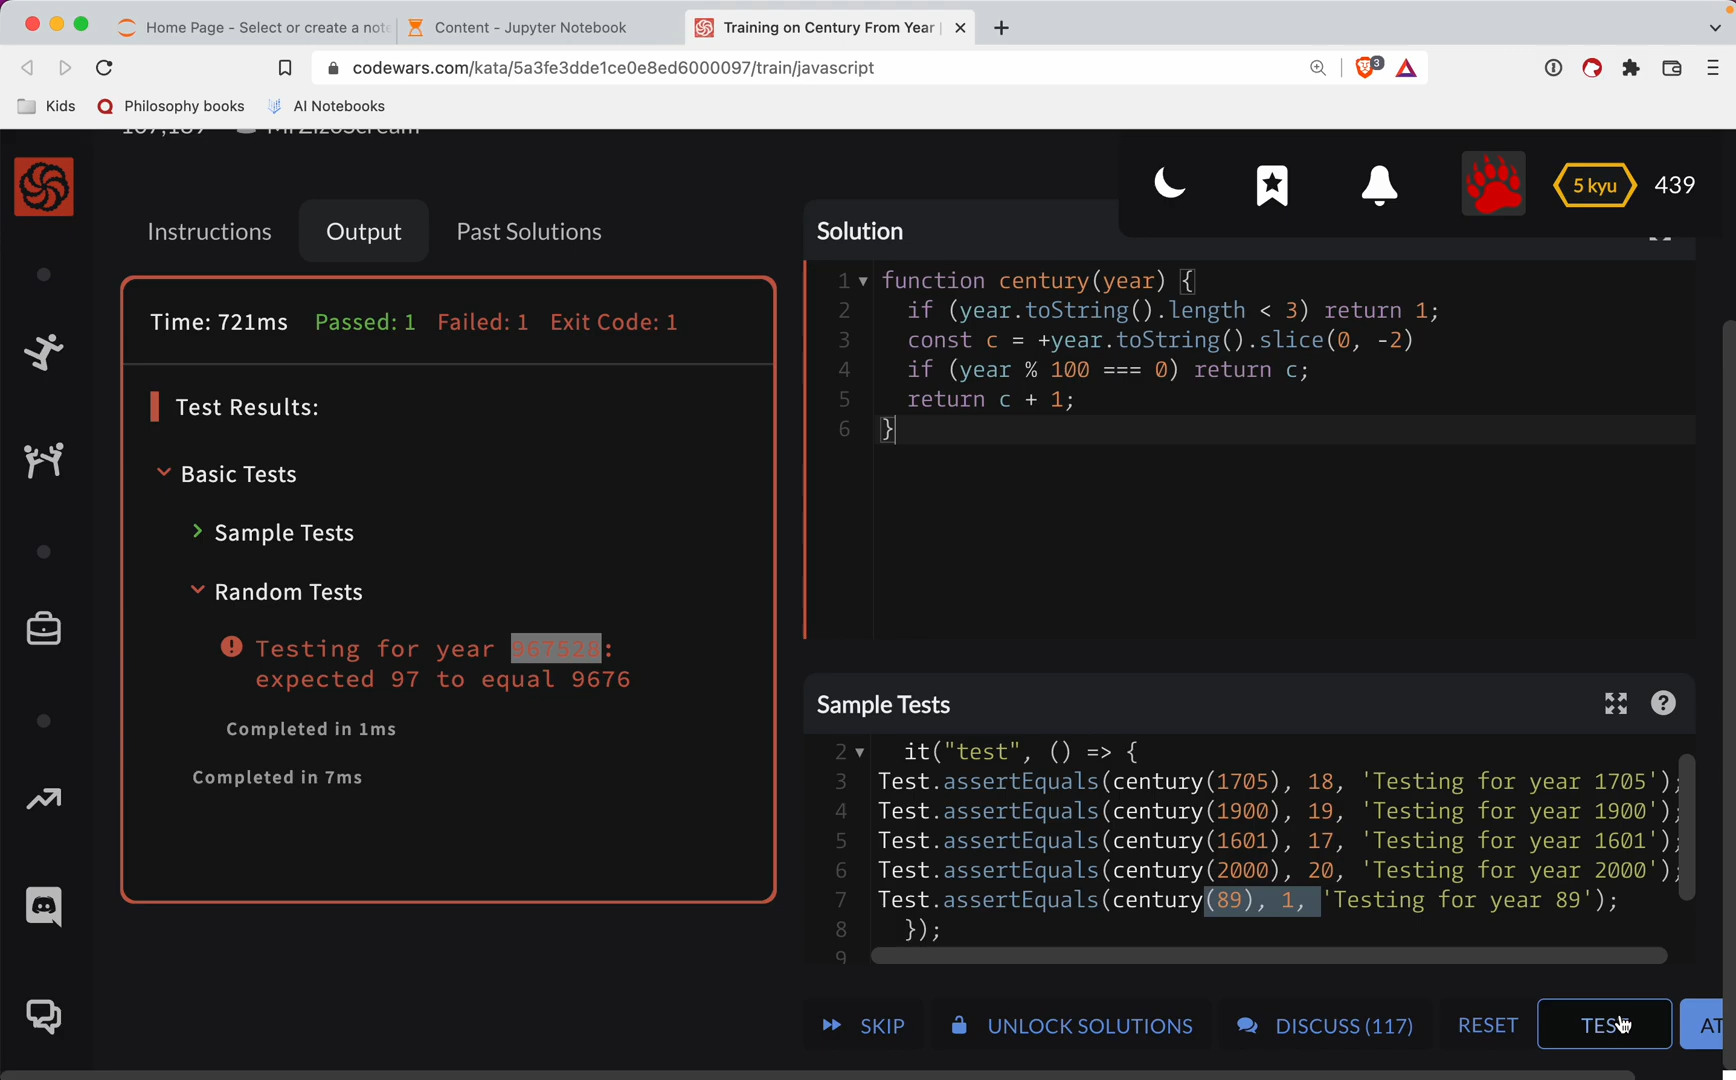 Home Page - Select or create a note
Content - Jupyter Notebook
Training on Century From Year |
codewars.com/kata/5a3fe3dde1ce0e8ed6000097/train/javascript
3
Kids
Philosophy books
AI Notebooks
5 kyu
439
Instructions
Output
Past Solutions
Time: 721ms Passed: 1 Failed: 1 Exit Code: 1
Test Results:
Basic Tests
Sample Tests
Random Tests
Testing for year 967528:
expected 97 to equal 9676
Completed in 1ms
Completed in 7ms
Solution
1 function century(year) {
2 if (year.toString().length < 3) return 1;
3 const c = +year.toString().slice(0, -2)
4 if (year % 100 === 0) return c;
5 return c + 1;
6 }
Sample Tests
2 it("test", () => {
3 Test.assertEquals(century(1705), 18, 'Testing for year 1705');
4 Test.assertEquals(century(1900), 19, 'Testing for year 1900');
5 Test.assertEquals(century(1601), 17, 'Testing for year 1601');
6 Test.assertEquals(century(2000), 20, 'Testing for year 2000');
7 Test.assertEquals(century(89), 1, 'Testing for year 89');
8 });
9
SKIP
UNLOCK SOLUTIONS
DISCUSS (117)
RESET
TEST
AT